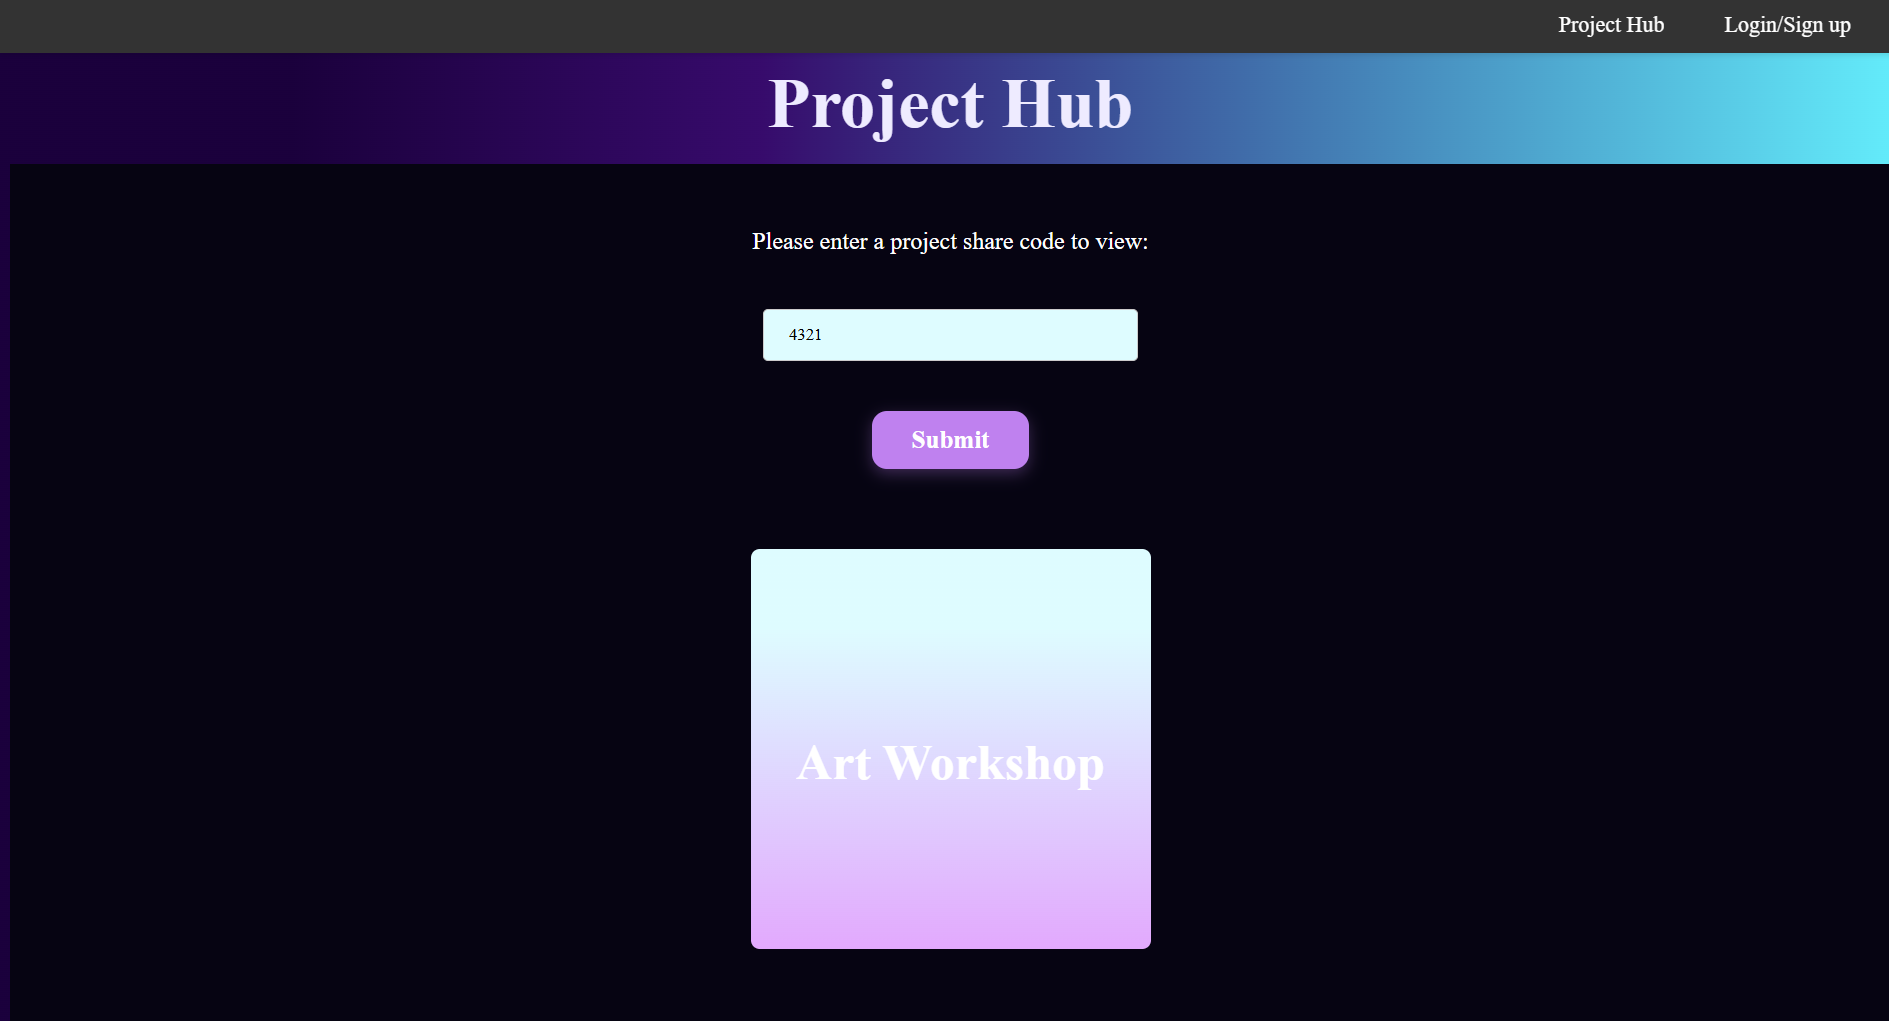 Project Hub Login/Sign up
Project Hub
Please enter a project share code to view:
4321
Submit
Art Workshop